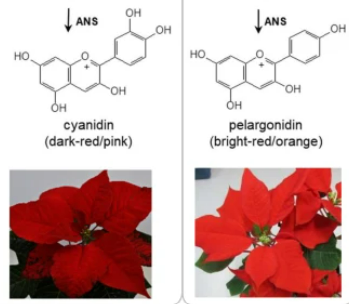 ANS
ANS
OH
OH
HO
O
+
OH
OH
cyanidin
(dark-red/pink)
OH
HO
O
+
OH
OH
pelargonidin
(bright-red/orange)